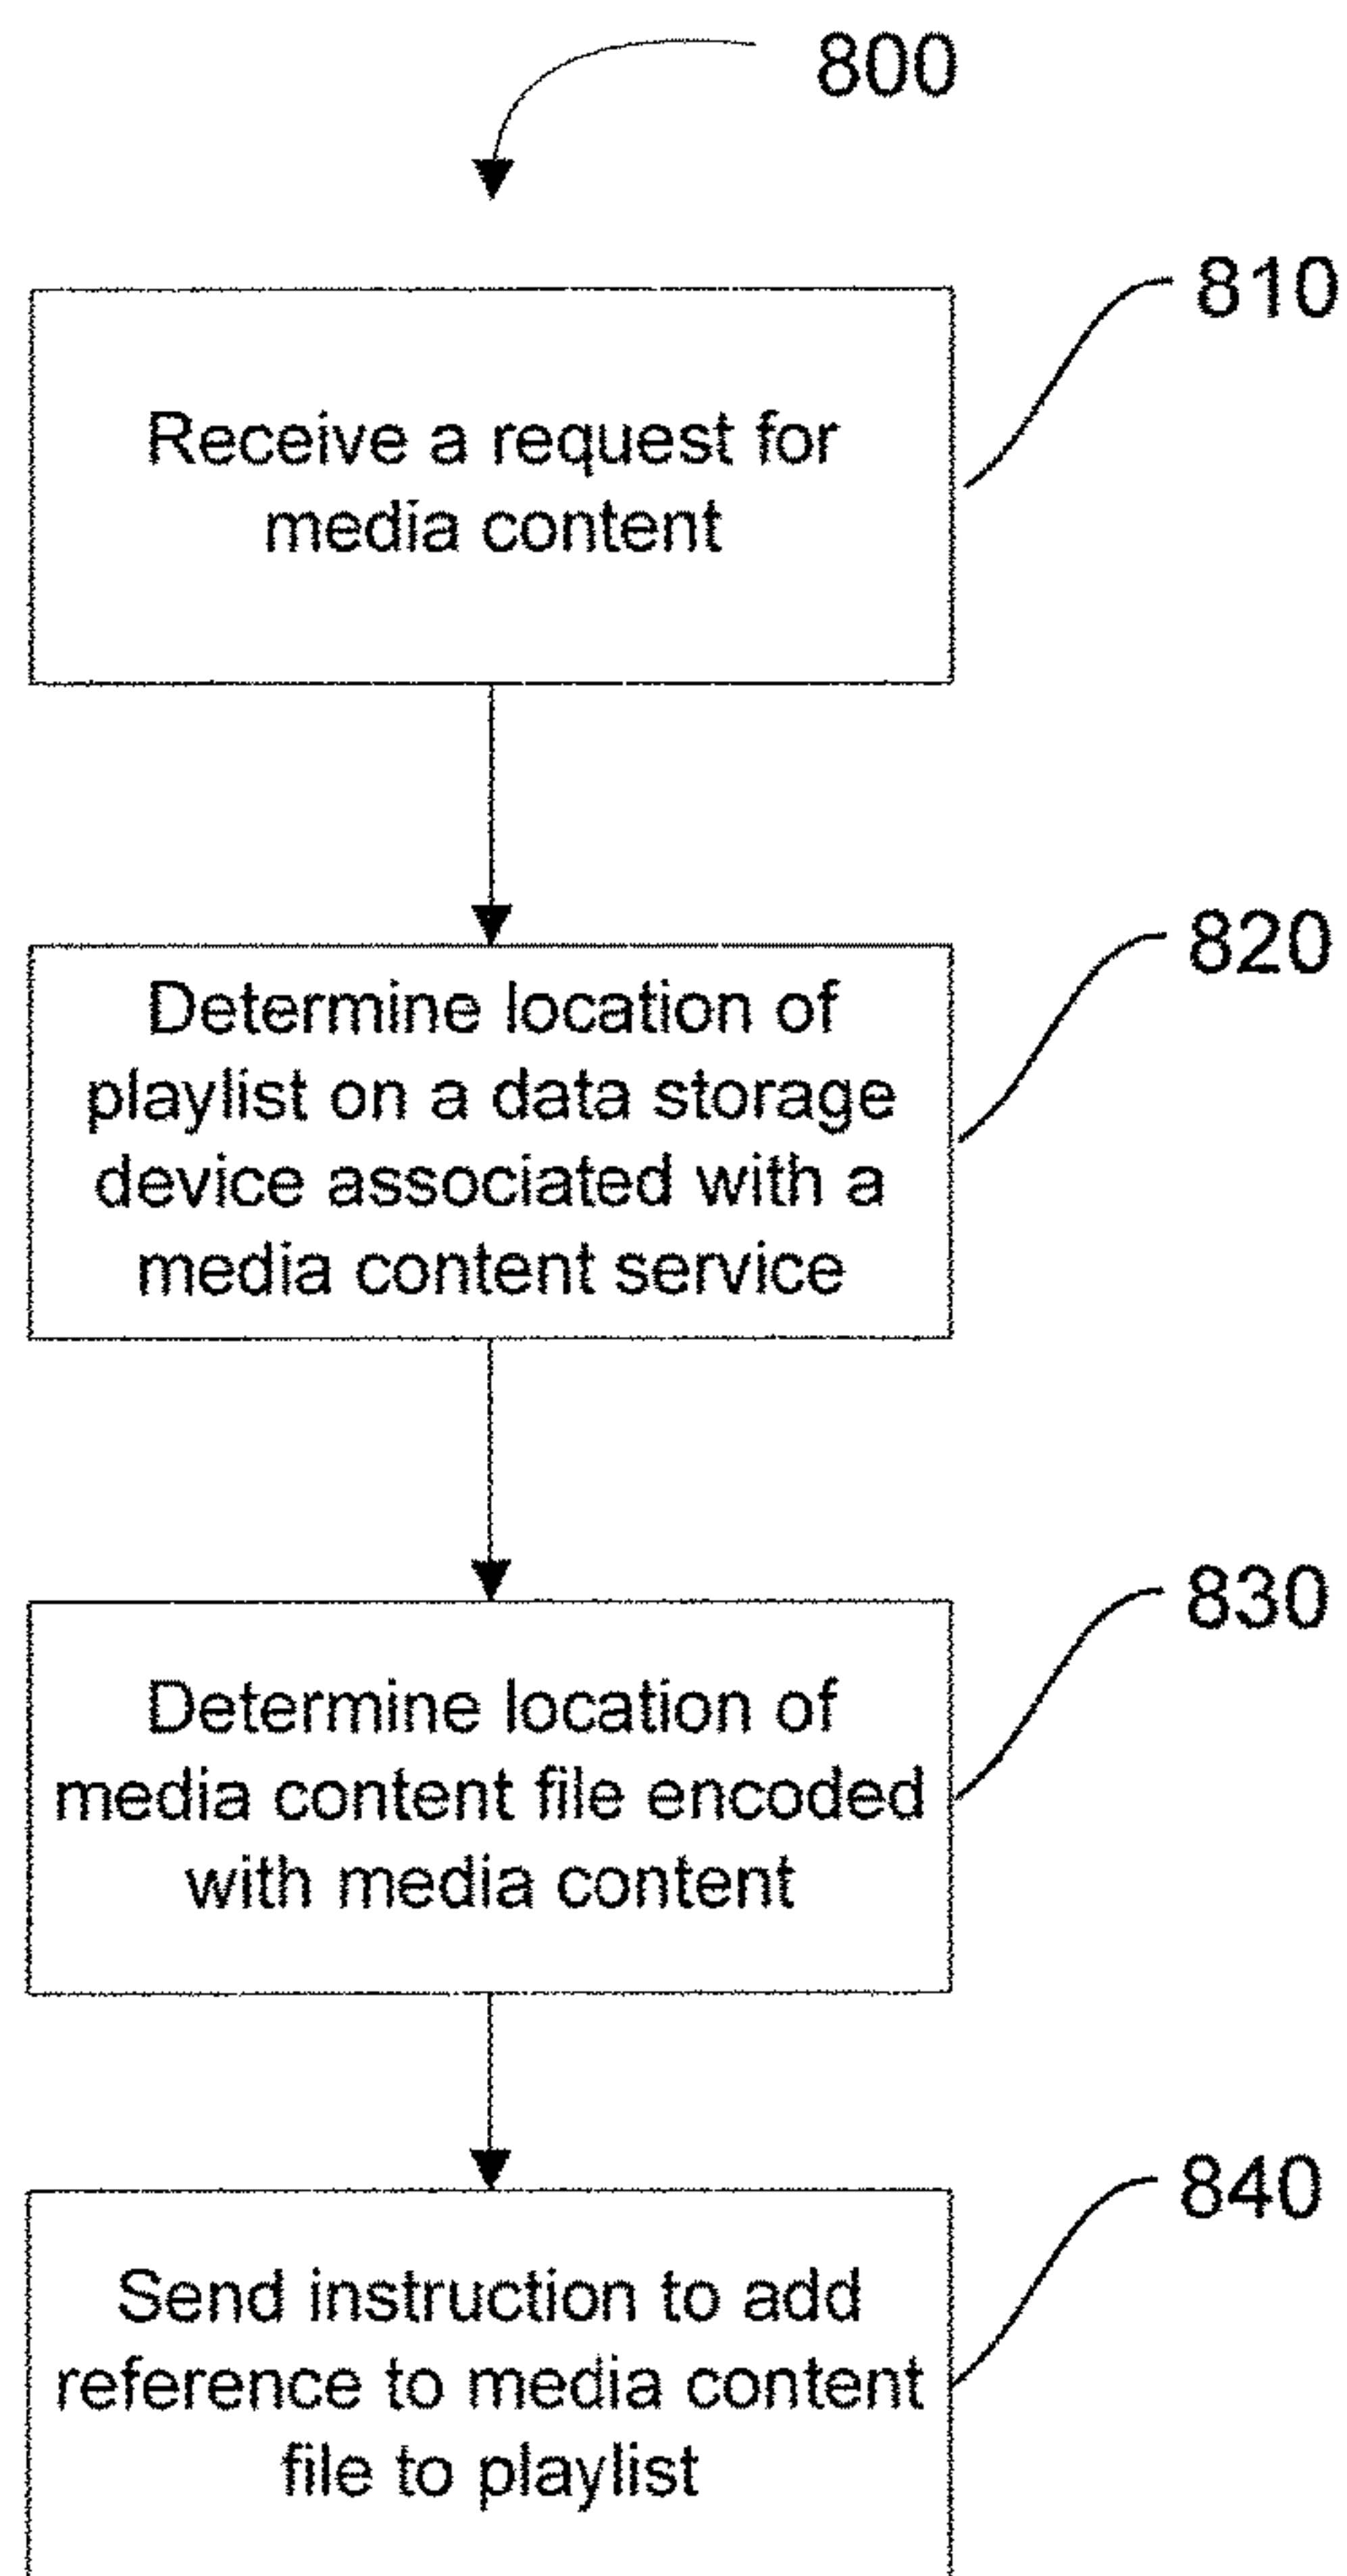 800
810
Receive a request for
media content
820
Determine location of
playlist on a data storage
device associated with a
media content service
830
Determine location of
media content file encoded
with media content
840
Send instruction to add
reference to media content
file to playlist